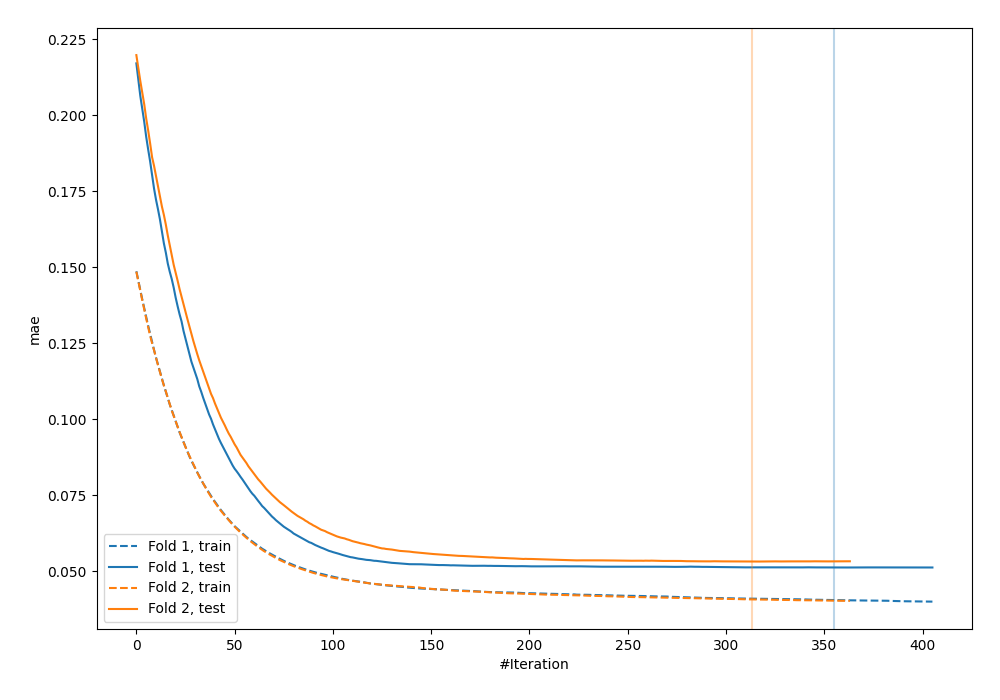 0.225
0.200
0.175
0.150
0.125
0.100
0.075
0.050
mae
Fold 1, train
Fold 1, test
Fold 2, train
Fold 2, test
0 50 100 150 200 250 300 350 400
#Iteration